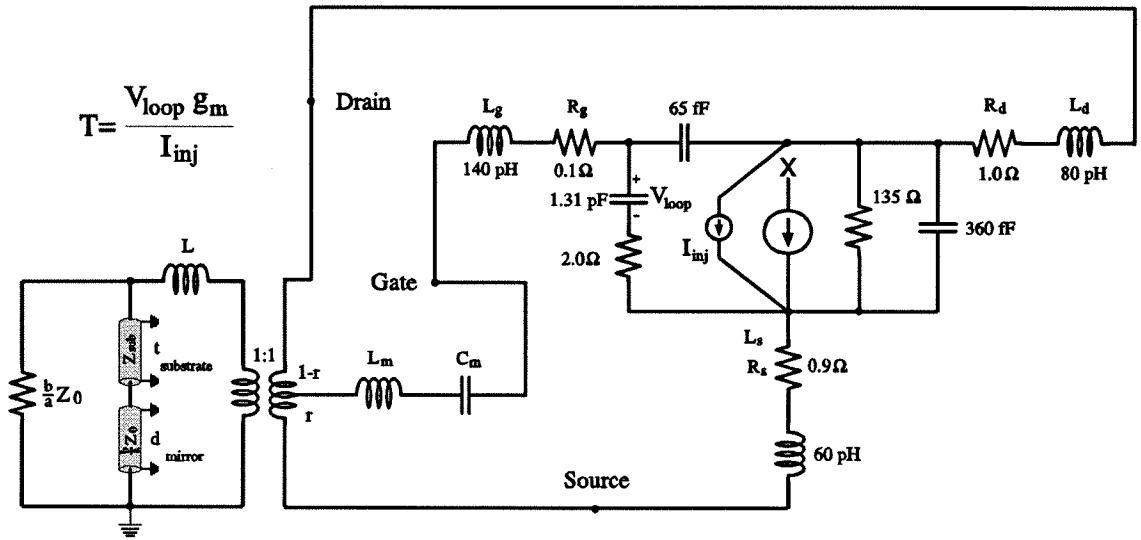 T= V_loop g_m / I_inj
Drain
L_g
R_g
65 fF
R_d
L_d
140 pH
0.1Ω
X
1.0Ω
80 pH
+
1.31 pF
V_loop
-
135 Ω
I_inj
360 fF
2.0Ω
L
Gate
Z_sub
t substrate
1:1
1-r
L_m
C_m
L_s
R_s
0.9Ω
b/a Z_0
r
d mirror
60 pH
Source